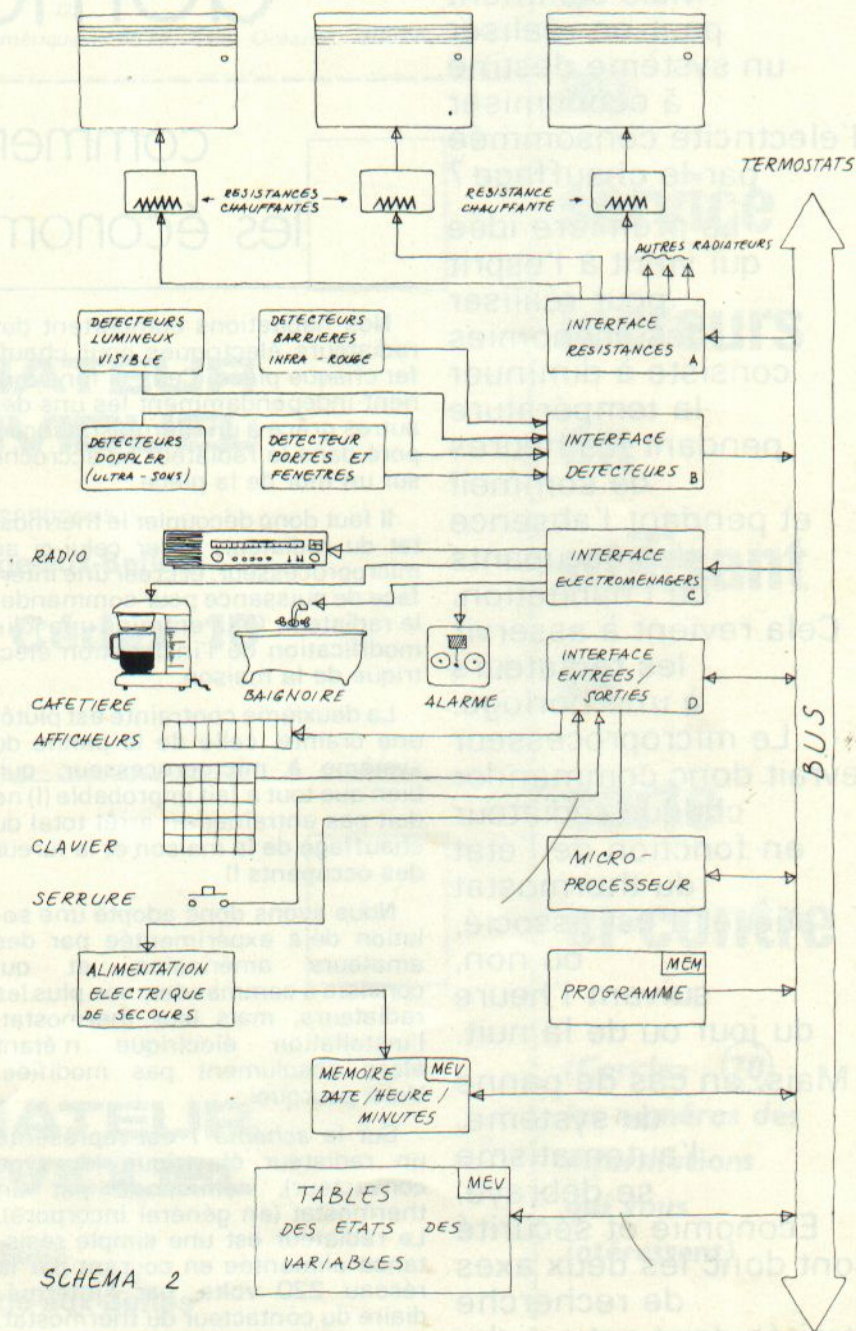 TERMOSTATS
RESISTANCES
CHAUFFANTES
RESISTANCE
CHAUFFANTE
AUTRES RADIATEURS
DETECTEURS
LUMINEUX
VISIBLE
DETECTEURS
BARRIERES
INFRA - ROUGE
INTERFACE
RESISTANCES
A
DETECTEURS
DOPPLER
(ULTRA-SONS)
DETECTEUR
PORTES ET
FENETRES
INTERFACE
DETECTEURS
B
RADIO
INTERFACE
ELECTROMENAGERS
C
CAFETIERE
BAIGNOIRE
ALARME
INTERFACE
ENTREES /
SORTIES
D
AFFICHEURS
BUS
CLAVIER
MICRO-
PROCESSEUR
SERRURE
ALIMENTATION
ELECTRIQUE
DE SECOURS
MEM
PROGRAMME
MEMOIRE
MEV
DATE / HEURE /
MINUTES
TABLES
MEV
DES ETATS DES
VARIABLES
SCHEMA 2